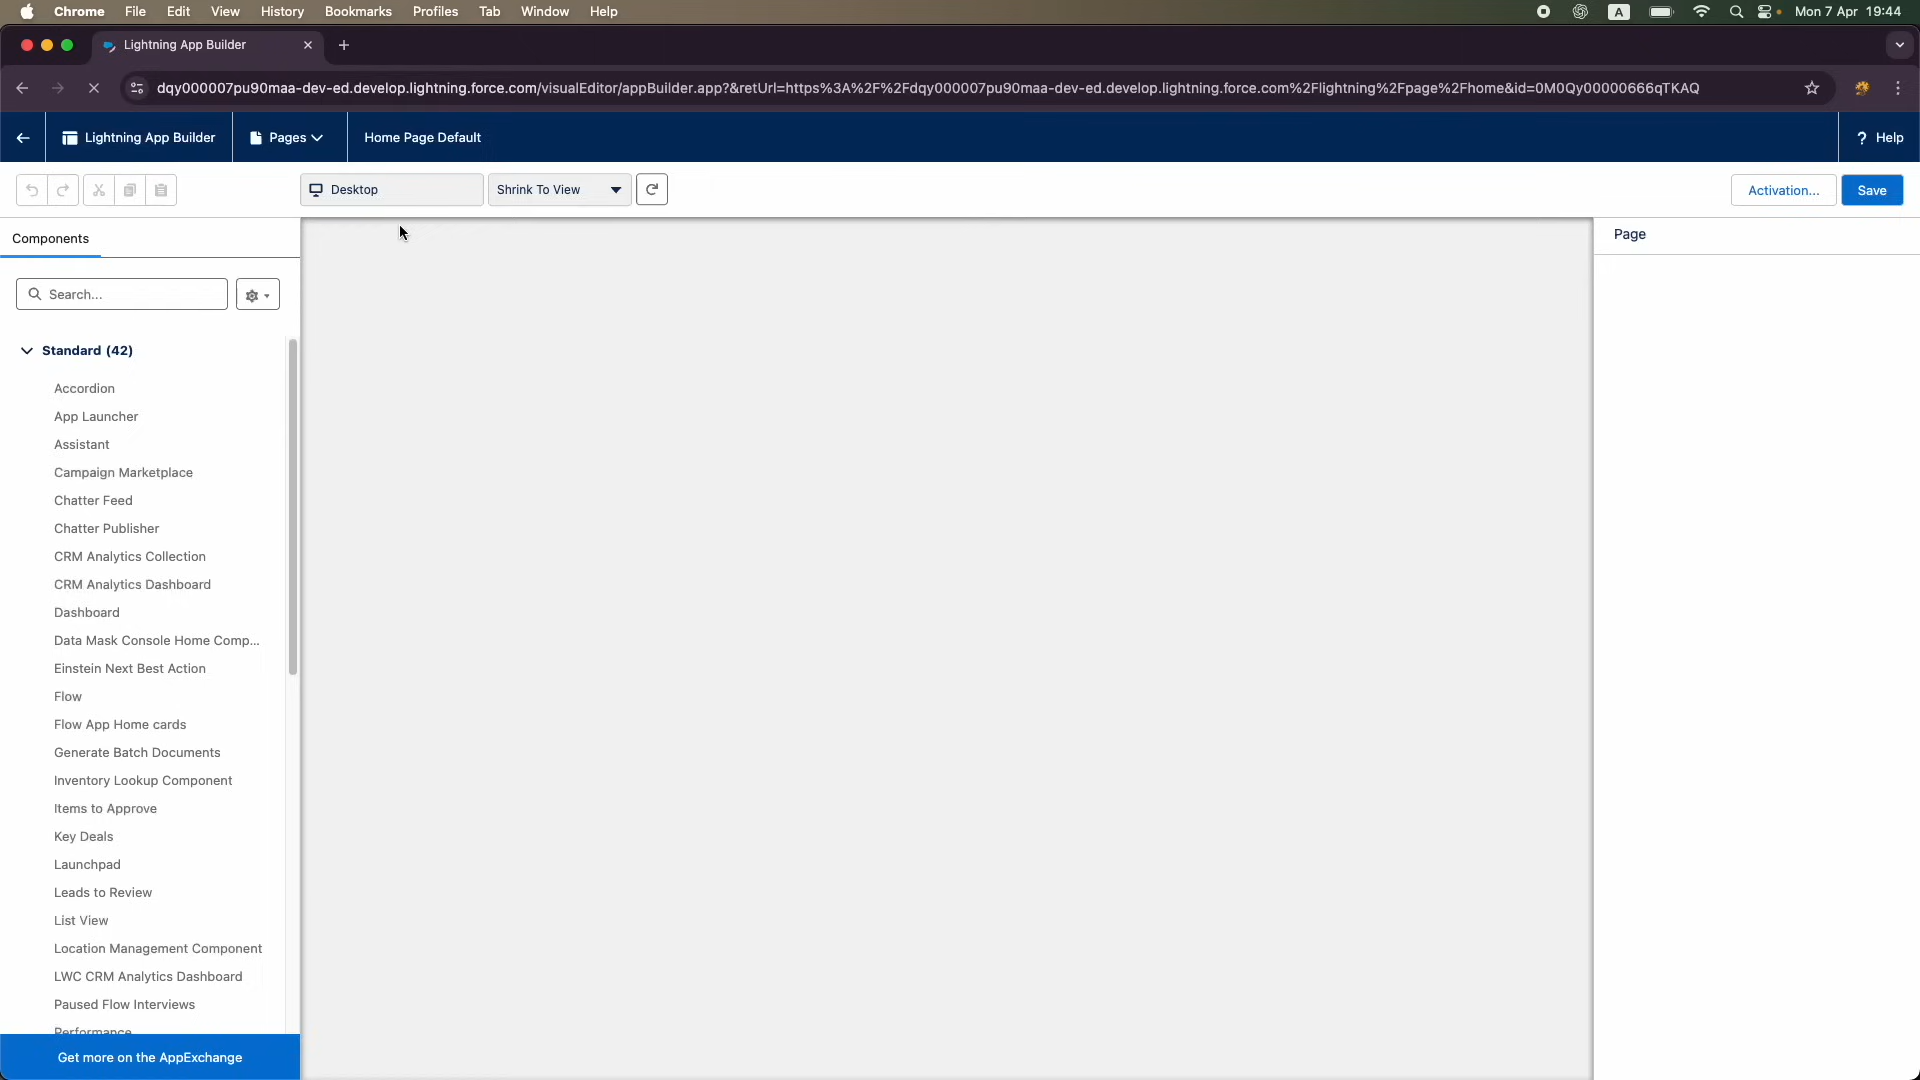 Chrome File Edit View History Bookmarks Profiles Tab Window Help A Mon 7 Apr 19:44
Lightning App Builder
dqy000007pu90maa-dev-ed.develop.lightning.force.com/visualEditor/appBuilder.app?&retUrl=https%3A%2F%2Fdqy000007pu90maa-dev-ed.develop.lightning.force.com%2Flightning%2Fpage%2Fhome&id=0M0Qy00000666qTKAQ
Lightning App Builder Pages Home Page Default ? Help
Desktop Shrink To View Activation... Save
Components Page
Search...
Standard (42)
Accordion
App Launcher
Assistant
Campaign Marketplace
Chatter Feed
Chatter Publisher
CRM Analytics Collection
CRM Analytics Dashboard
Dashboard
Data Mask Console Home Comp...
Einstein Next Best Action
Flow
Flow App Home cards
Generate Batch Documents
Inventory Lookup Component
Items to Approve
Key Deals
Launchpad
Leads to Review
List View
Location Management Component
LWC CRM Analytics Dashboard
Paused Flow Interviews
Performance
Get more on the AppExchange